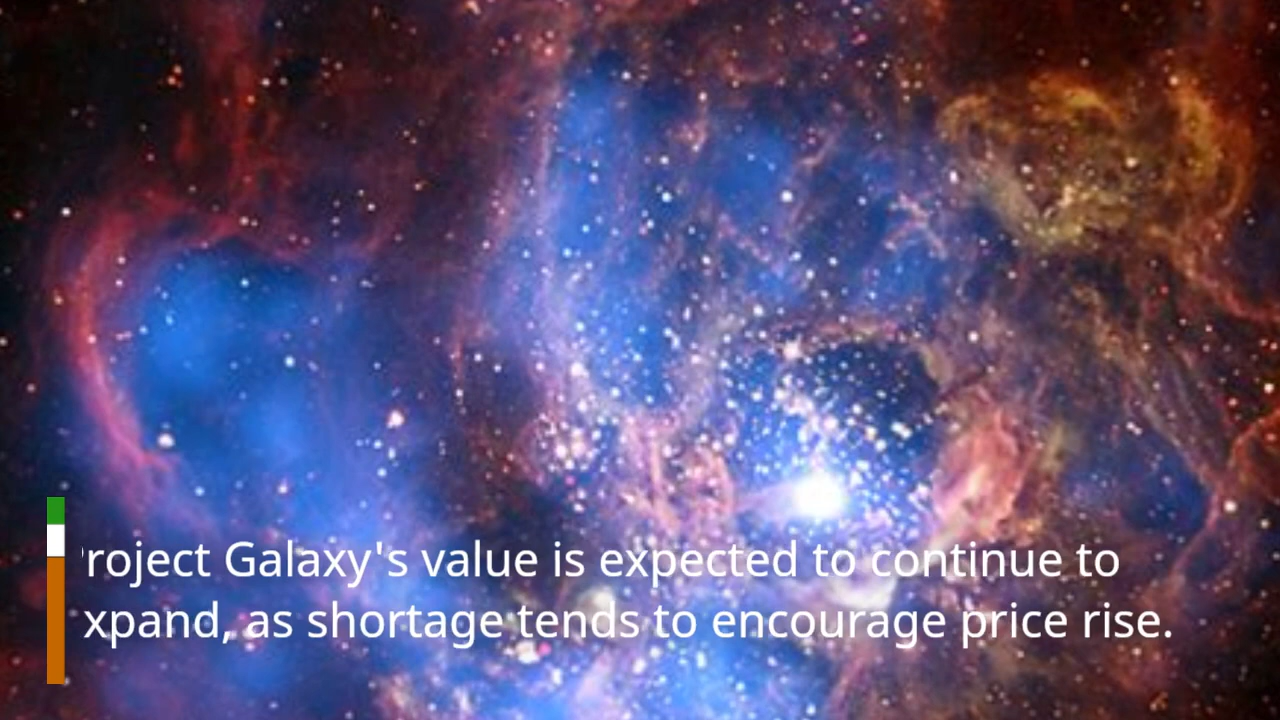 roject Galaxy's value is expected to continue to
xpand, as shortage tends to encourage price rise.